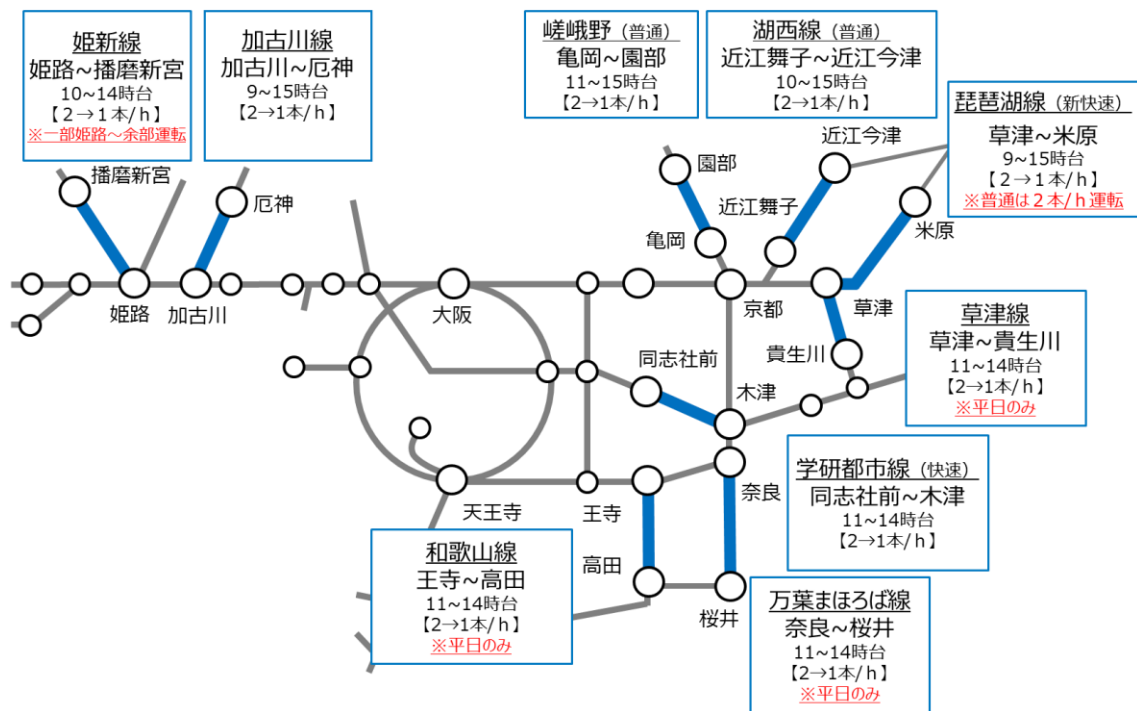 姫新線
姫路~播磨新宮
10~14時台
【２→１本/ｈ】
※一部姫路～余部運転
加古川線
加古川~厄神
9~15時台
【2→1本/ｈ】
嵯峨野（普通）
亀岡~園部
11~15時台
【2→1本/ｈ】
湖西線（普通）
近江舞子~近江今津
10~15時台
【2→1本/ｈ】
琵琶湖線（新快速）
草津~米原
9~15時台
【２→１本/ｈ】
※普通は２本/ｈ運転
播磨新宮
厄神
園部
近江今津
近江舞子
亀岡
米原
姫路
加古川
大阪
京都
草津
同志社前
貴生川
木津
草津線
草津~貴生川
11~14時台
【2→1本/ｈ】
※平日のみ
天王寺
王寺
奈良
学研都市線（快速）
同志社前~木津
11~14時台
【2→1本/ｈ】
和歌山線
王寺~高田
11~14時台
【2→1本/ｈ】
※平日のみ
高田
桜井
万葉まほろば線
奈良~桜井
11~14時台
【2→1本/ｈ】
※平日のみ